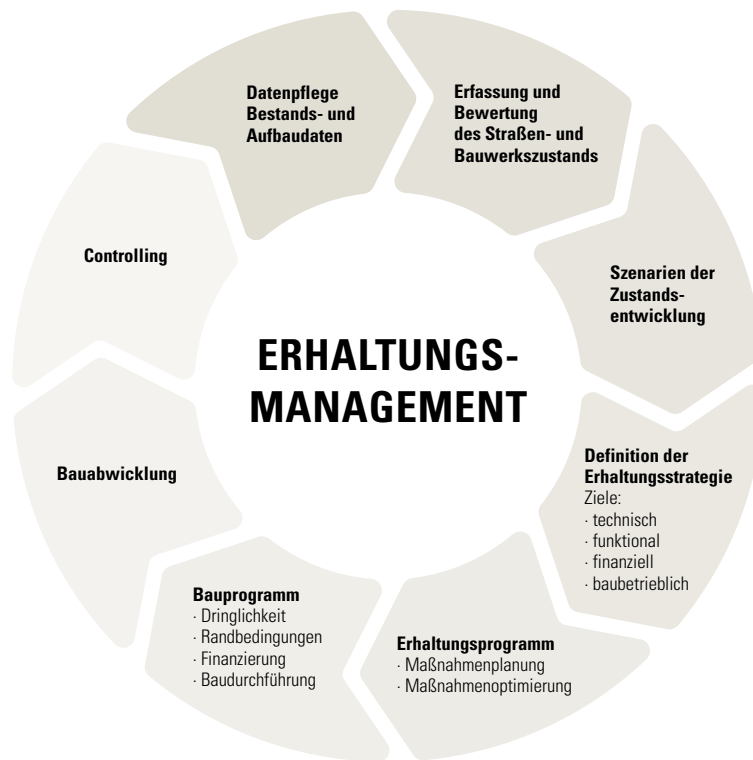 Datenpflege
Bestands- und
Aufbaudaten
Erfassung und
Bewertung
des Straßen- und
Bauwerkszustands
Szenarien der
Zustands-
entwicklung
Definition der
Erhaltungsstrategie
Ziele:
· technisch
· funktional
· finanziell
· baubetrieblich
Erhaltungsprogramm
· Maßnahmenplanung
· Maßnahmenoptimierung
Bauprogramm
· Dringlichkeit
· Randbedingungen
· Finanzierung
· Baudurchführung
Bauabwicklung
Controlling
ERHALTUNGS-
MANAGEMENT